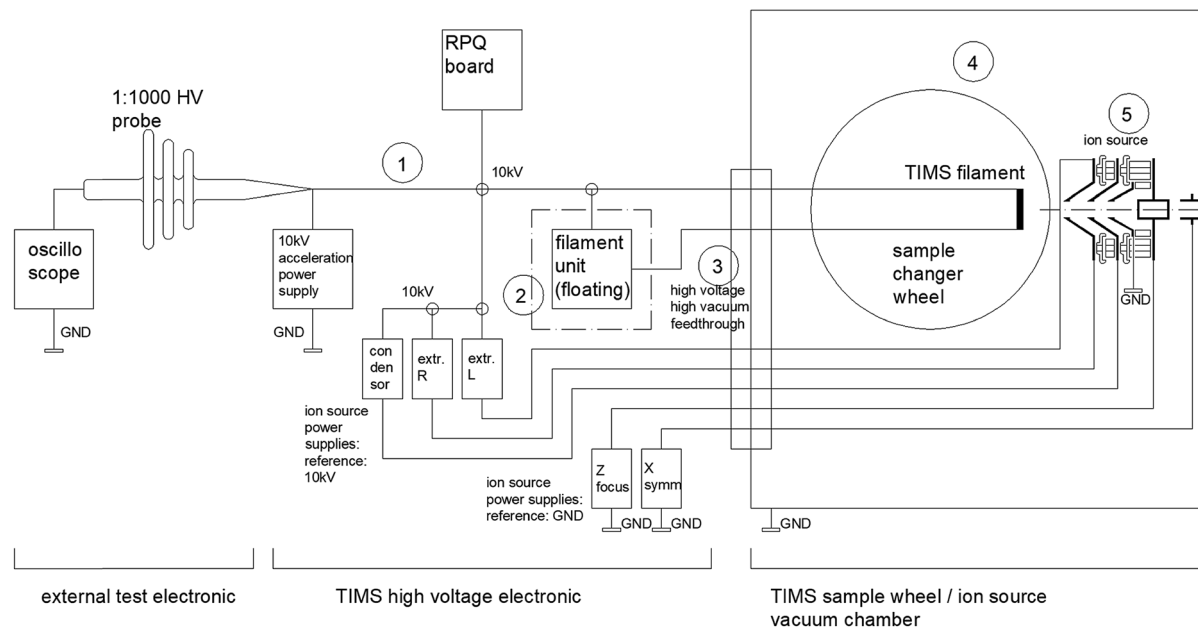 RPQ
board
4
1:1000 HV
probe
5
ion source
1
10kV
TIMS filament
oscillo
scope
10kV
acceleration
power
supply
filament
unit
(floating)
2
3
high voltage
high vacuum
feedthrough
sample
changer
wheel
GND
10kV
GND
GND
con
den
sor
extr.
R
extr.
L
ion source
power
supplies:
reference:
10kV
ion source
power supplies:
reference: GND
Z
focus
X
symm
GND
GND
GND
external test electronic
TIMS high voltage electronic
TIMS sample wheel / ion source
vacuum chamber